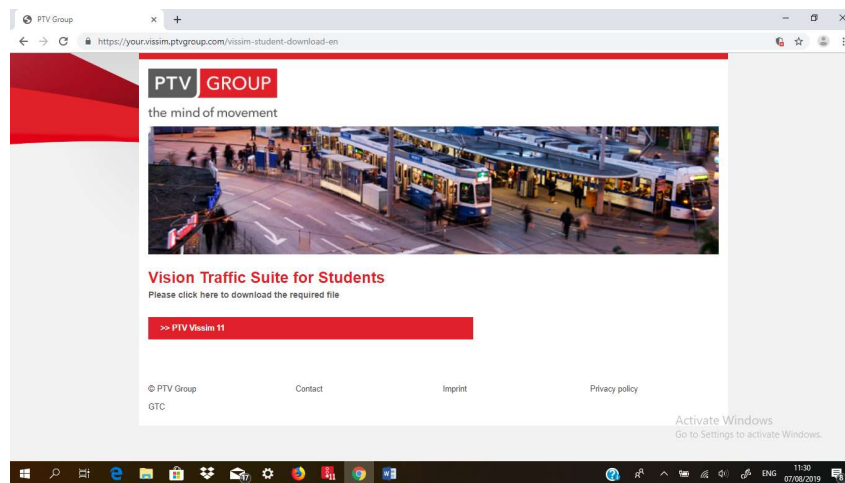 PTV Group
https://your.vissim.ptvgroup.com/vissim-student-download-en
PTV GROUP
the mind of movement
Vision Traffic Suite for Students
Please click here to download the required file
>> PTV Vissim 11
© PTV Group Contact Imprint Privacy policy
GTC
Activate Windows
Go to Settings to activate Windows.
ENG 11:30
07/08/2019